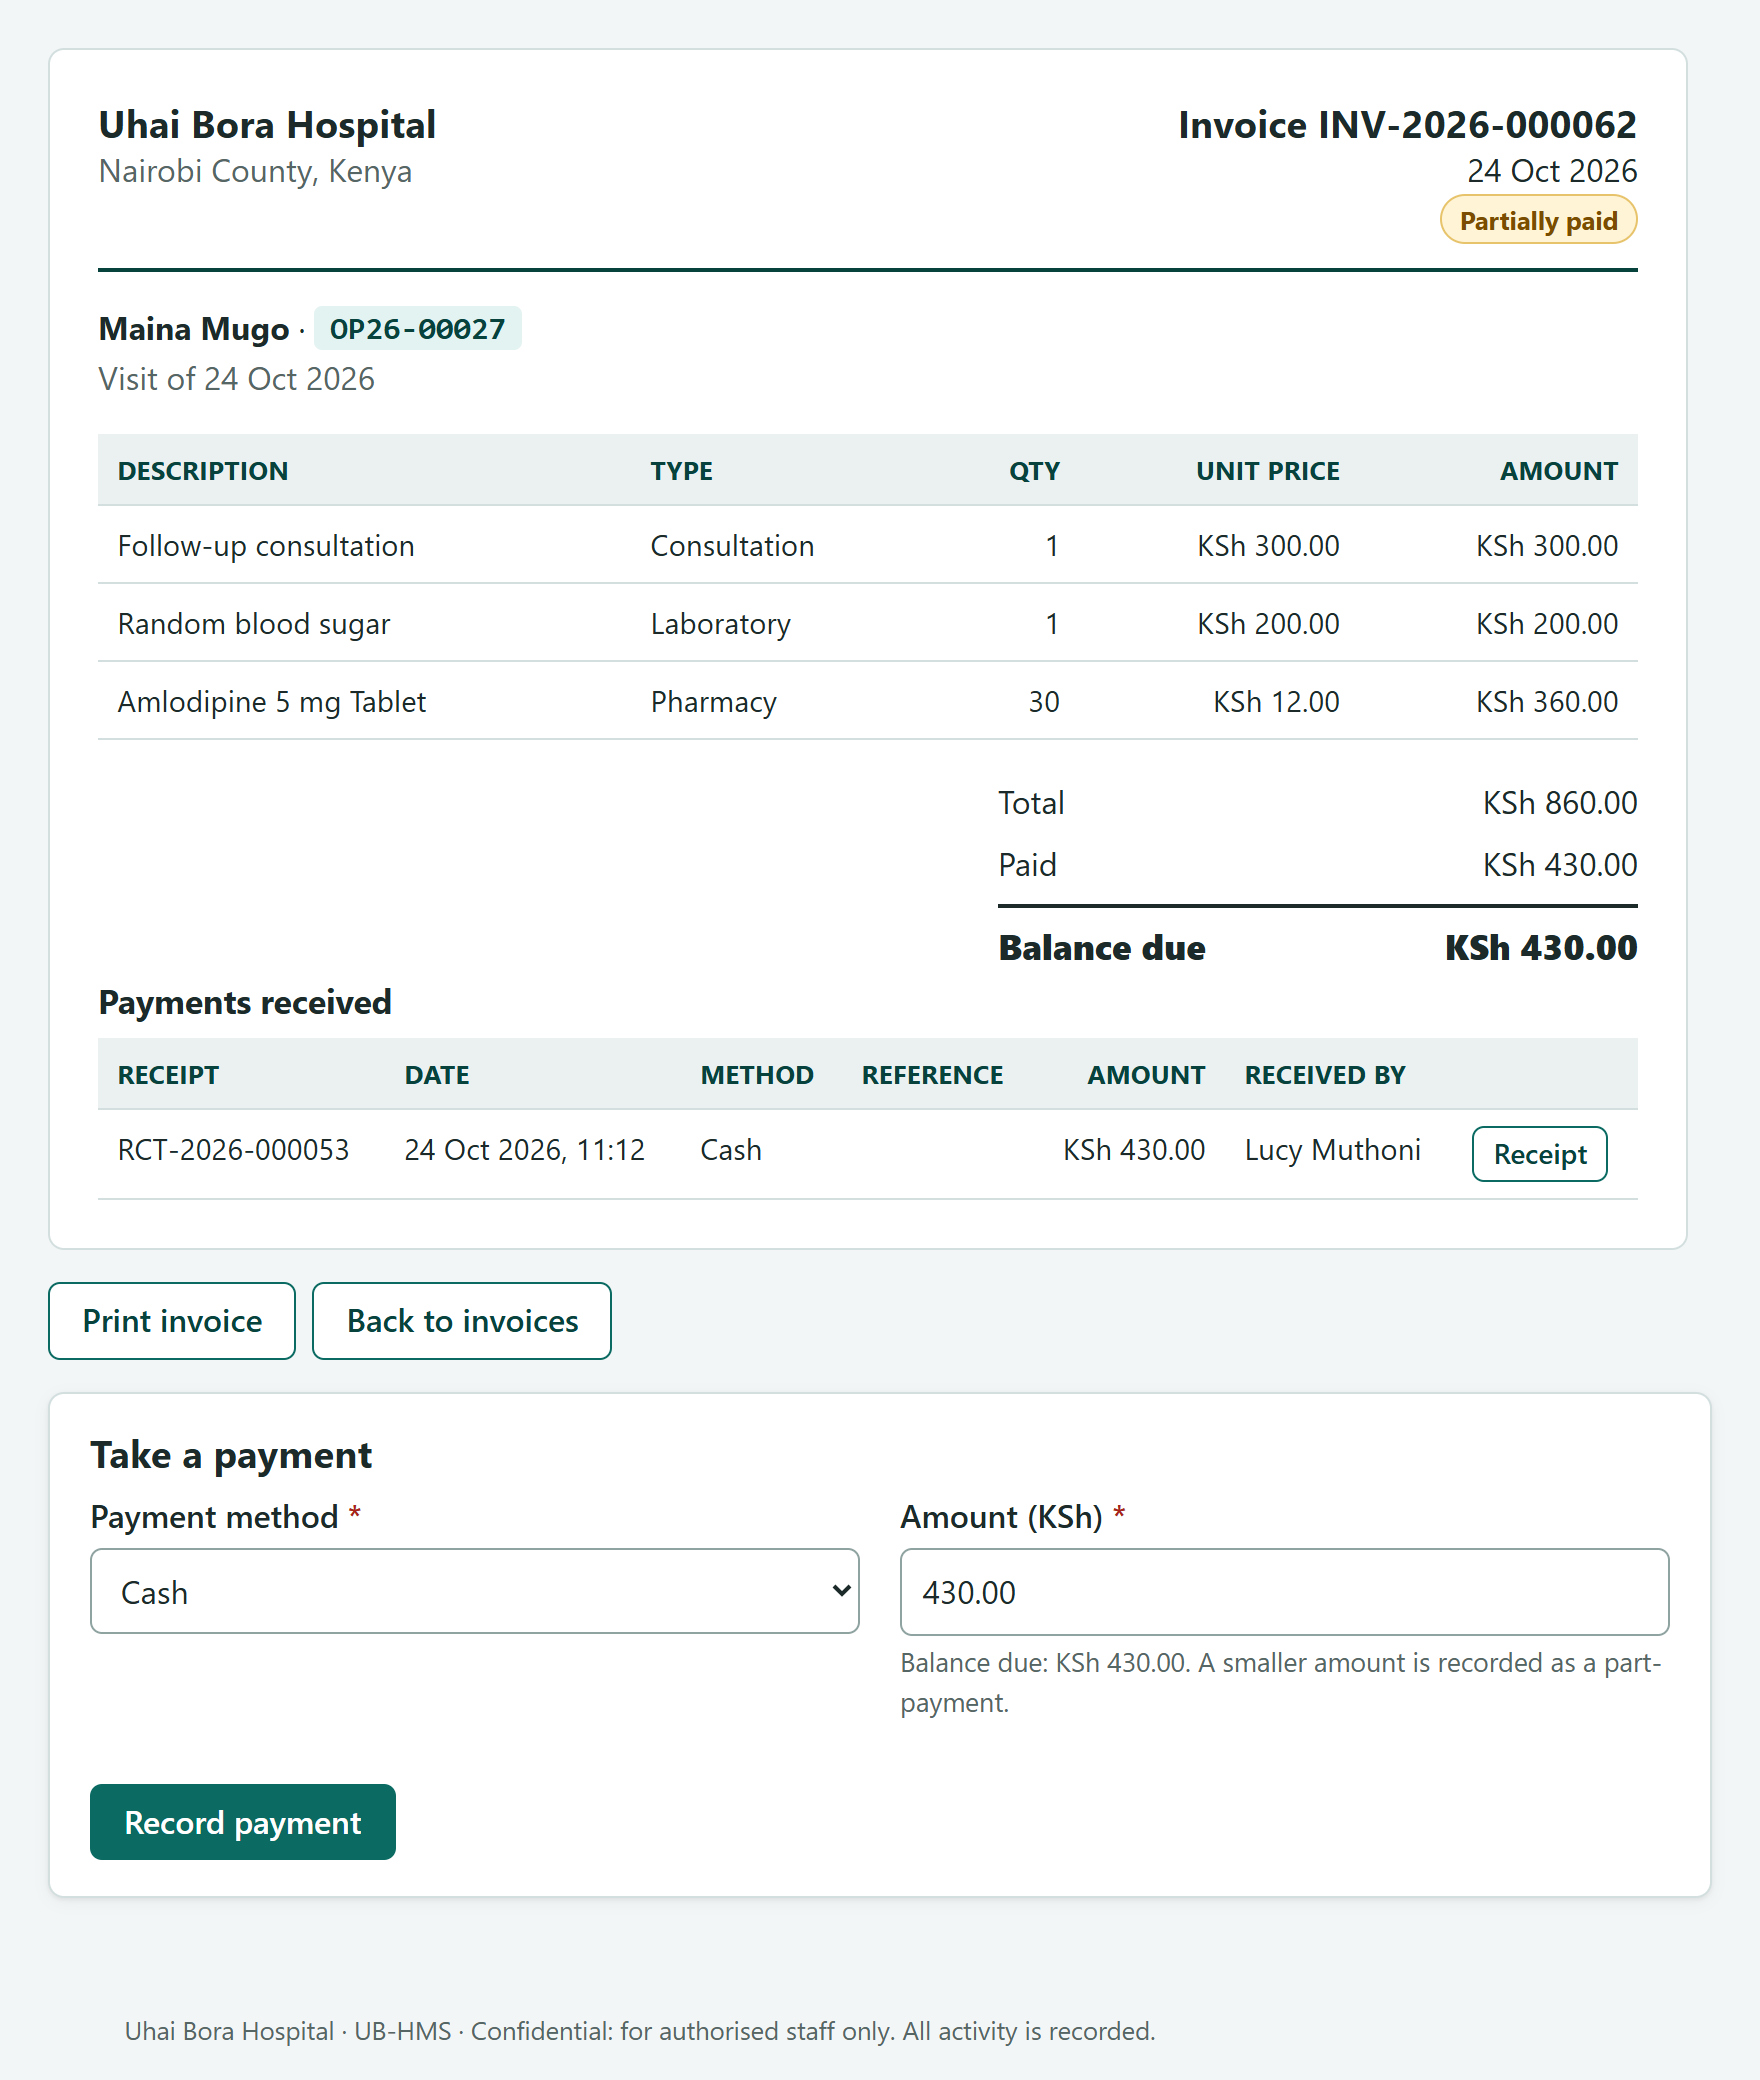 Uhai Bora Hospital
Nairobi County, Kenya
Invoice INV-2026-000062
24 Oct 2026
Partially paid
Maina Mugo · OP26-00027
Visit of 24 Oct 2026
DESCRIPTION TYPE QTY UNIT PRICE AMOUNT
Follow-up consultation Consultation 1 KSh 300.00 KSh 300.00
Random blood sugar Laboratory 1 KSh 200.00 KSh 200.00
Amlodipine 5 mg Tablet Pharmacy 30 KSh 12.00 KSh 360.00
Total KSh 860.00
Paid KSh 430.00
Balance due KSh 430.00
Payments received
RECEIPT DATE METHOD REFERENCE AMOUNT RECEIVED BY
RCT-2026-000053 24 Oct 2026, 11:12 Cash KSh 430.00 Lucy Muthoni Receipt
Print invoice Back to invoices
Take a payment
Payment method * Amount (KSh) *
Cash 430.00
Balance due: KSh 430.00. A smaller amount is recorded as a part-
payment.
Record payment
Uhai Bora Hospital · UB-HMS · Confidential: for authorised staff only. All activity is recorded.